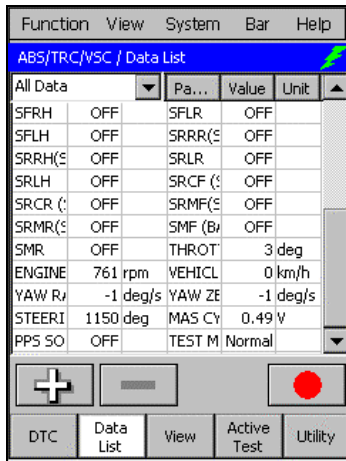 Function View System Bar Help
ABS/TRC/VSC / Data List
All Data Pa... Value Unit
SFRH OFF SFLR OFF
SFLH OFF SRRR(S OFF
SRRH(S OFF SRLR OFF
SRLH OFF SRCF (S OFF
SRCR (S OFF SRMF(S OFF
SRMR(S OFF SMF (BA OFF
SMR OFF THROT 3 deg
ENGINE 761 rpm VEHICL 0 km/h
YAW RA -1 deg/s YAW ZE -1 deg/s
STEERI 1150 deg MAS CY 0.49 V
PPS SO OFF TEST M Normal
DTC Data List View Active Test Utility